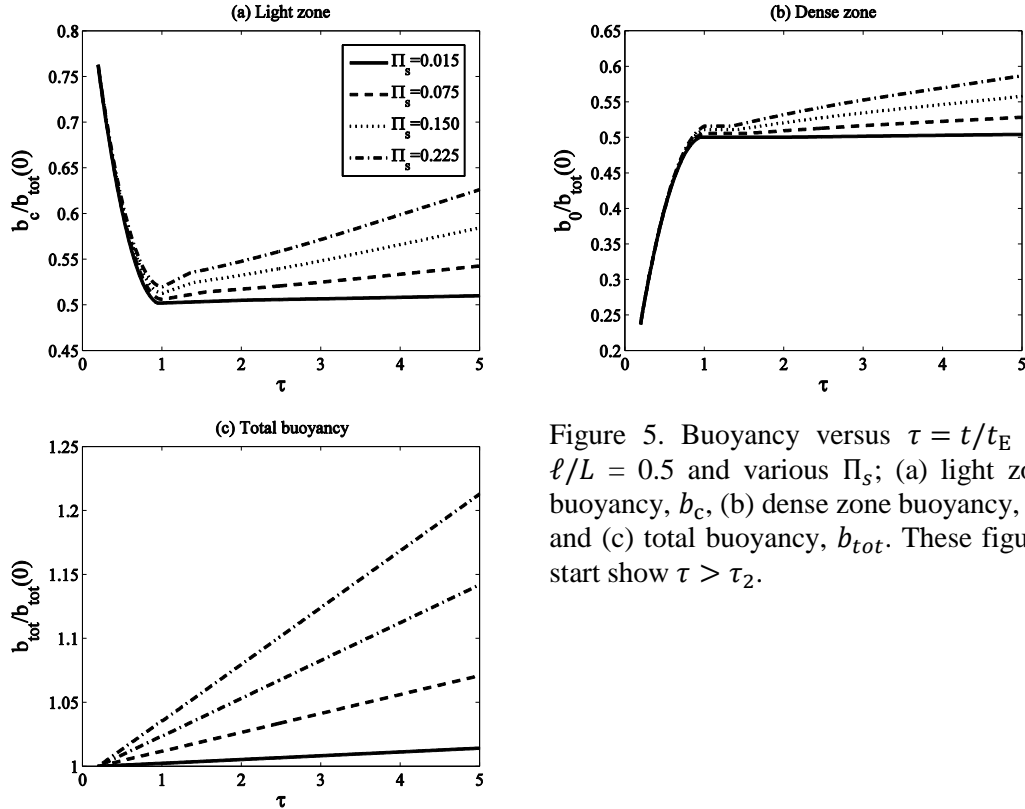 (a) Light zone
0.8
0.75
0.7
0.65
0.6
0.55
0.5
0.45
b_c/b_tot(0)
Π_s=0.015
Π_s=0.075
Π_s=0.150
Π_s=0.225
0 1 2 3 4 5
τ
(b) Dense zone
0.65
0.6
0.55
0.5
0.45
0.4
0.35
0.3
0.25
0.2
b_0/b_tot(0)
0 1 2 3 4 5
τ
(c) Total buoyancy
1.25
1.2
1.15
1.1
1.05
1
b_tot/b_tot(0)
0 1 2 3 4 5
τ
Figure 5. Buoyancy versus τ = t/t_E
ℓ/L = 0.5 and various Π_s; (a) light
buoyancy, b_c, (b) dense zone buoyancy,
and (c) total buoyancy, b_tot. These
start show τ > τ_2.